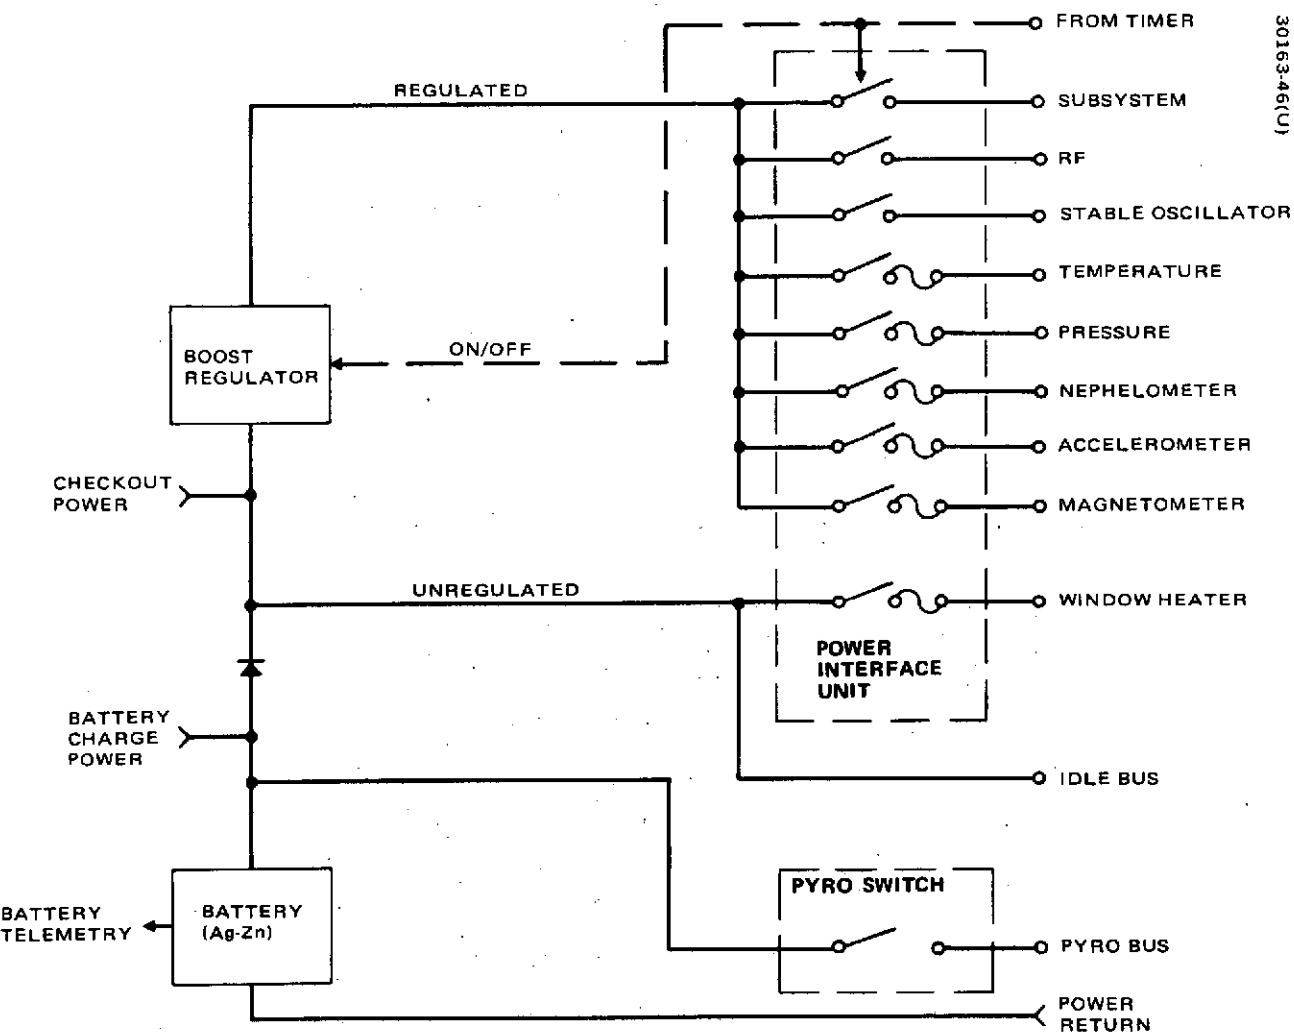 FROM TIMER
30163-46(U)
REGULATED
SUBSYSTEM
RF
STABLE OSCILLATOR
TEMPERATURE
PRESSURE
NEPHELOMETER
ACCELEROMETER
MAGNETOMETER
BOOST
REGULATOR
ON/OFF
CHECKOUT
POWER
UNREGULATED
WINDOW HEATER
POWER
INTERFACE
UNIT
BATTERY
CHARGE
POWER
IDLE BUS
PYRO SWITCH
BATTERY
TELEMETRY
BATTERY
(Ag-Zn)
PYRO BUS
POWER
RETURN